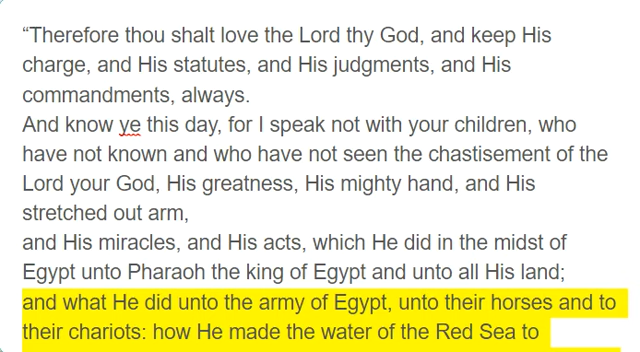 “Therefore thou shalt love the Lord thy God, and keep His
charge, and His statutes, and His judgments, and His
commandments, always.
And know ye this day, for I speak not with your children, who
have not known and who have not seen the chastisement of the
Lord your God, His greatness, His mighty hand, and His
stretched out arm,
and His miracles, and His acts, which He did in the midst of
Egypt unto Pharaoh the king of Egypt and unto all His land;
and what He did unto the army of Egypt, unto their horses and to
their chariots: how He made the water of the Red Sea to